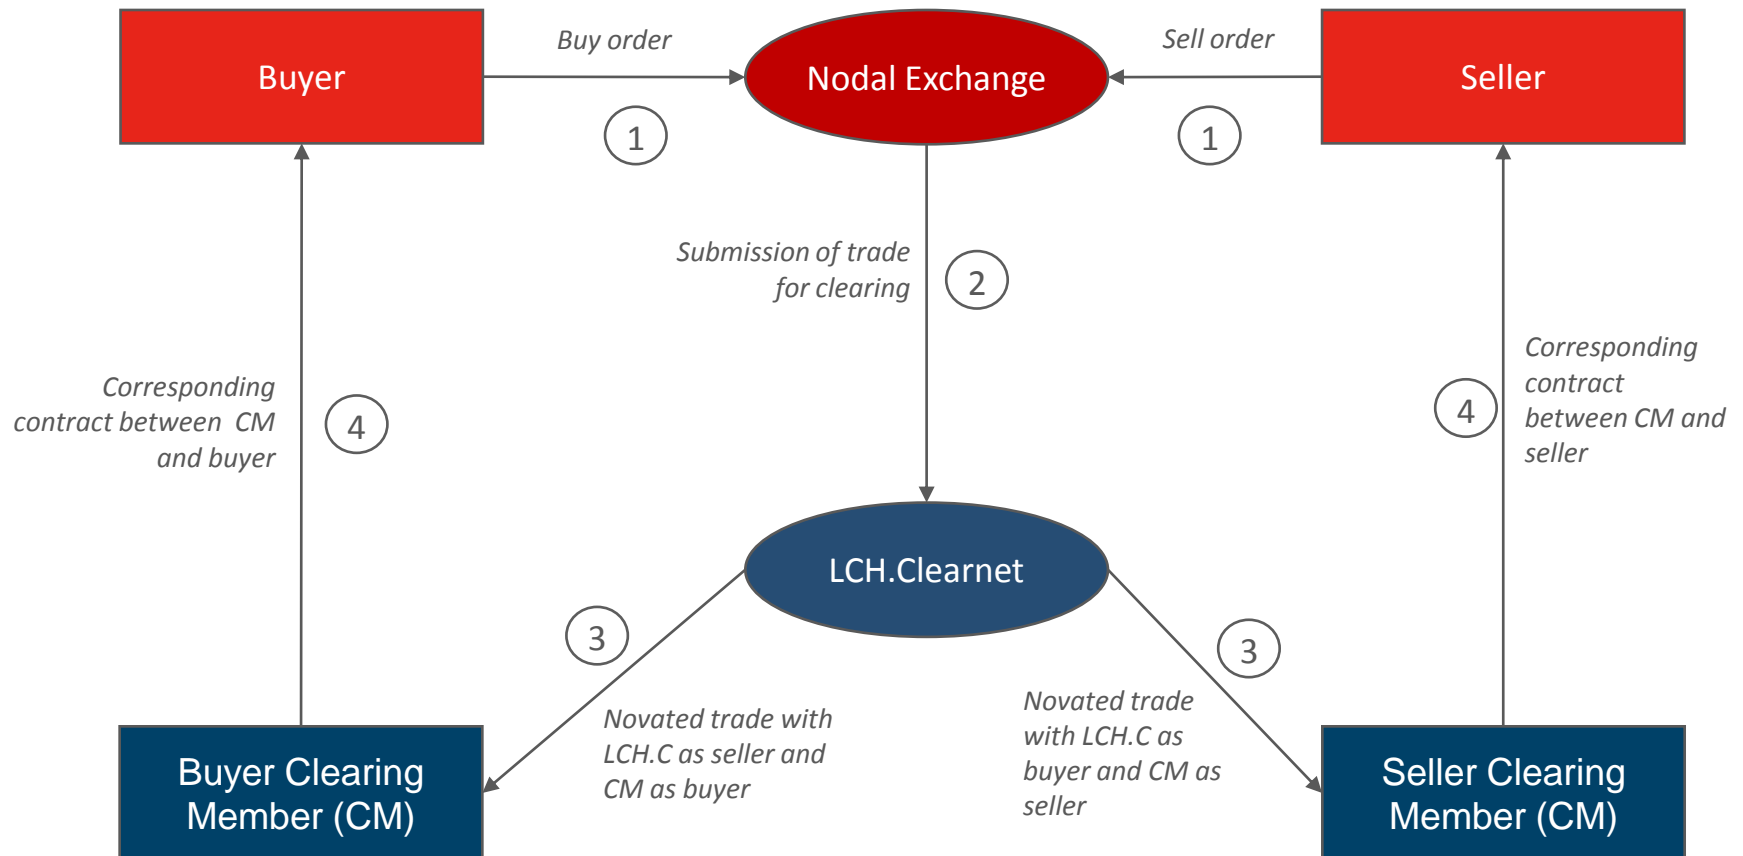 Buyer
Buy order
1
Nodal Exchange
Sell order
1
Seller
Submission of trade
for clearing
2
Corresponding
contract between  CM
and buyer
4
Corresponding
contract
between CM and
seller
4
LCH.Clearnet
3
Novated trade with
LCH.C as seller and
CM as buyer
3
Novated trade
with LCH.C as
buyer and CM as
seller
Buyer Clearing
Member (CM)
Seller Clearing
Member (CM)